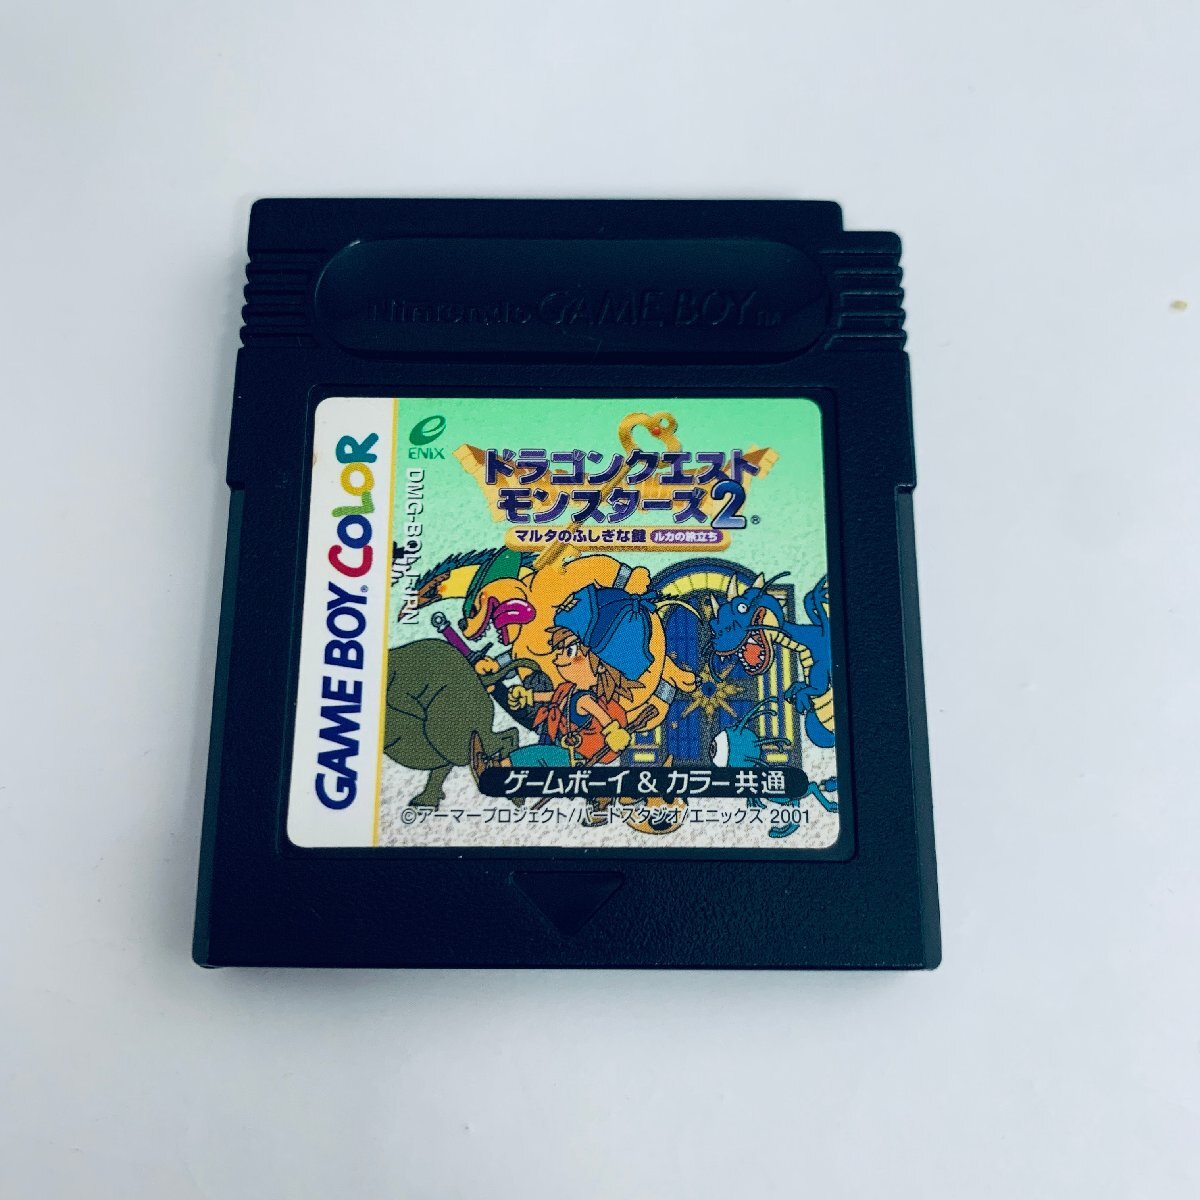 Nintendo GAME BOY TM
GAME BOY COLOR
ENIX
ドラゴンクエスト
モンスターズ2
マルタのふしぎな鍵 ルカの旅立ち
ゲームボーイ & カラー共通
©アーマープロジェクト/バードスタジオ/エニックス 2001